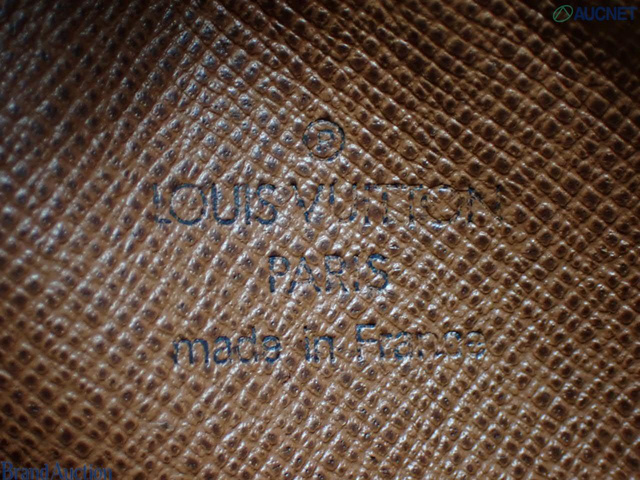 AUCNET
®
LOUIS VUITTON
PARIS
made in France
Brand Auction